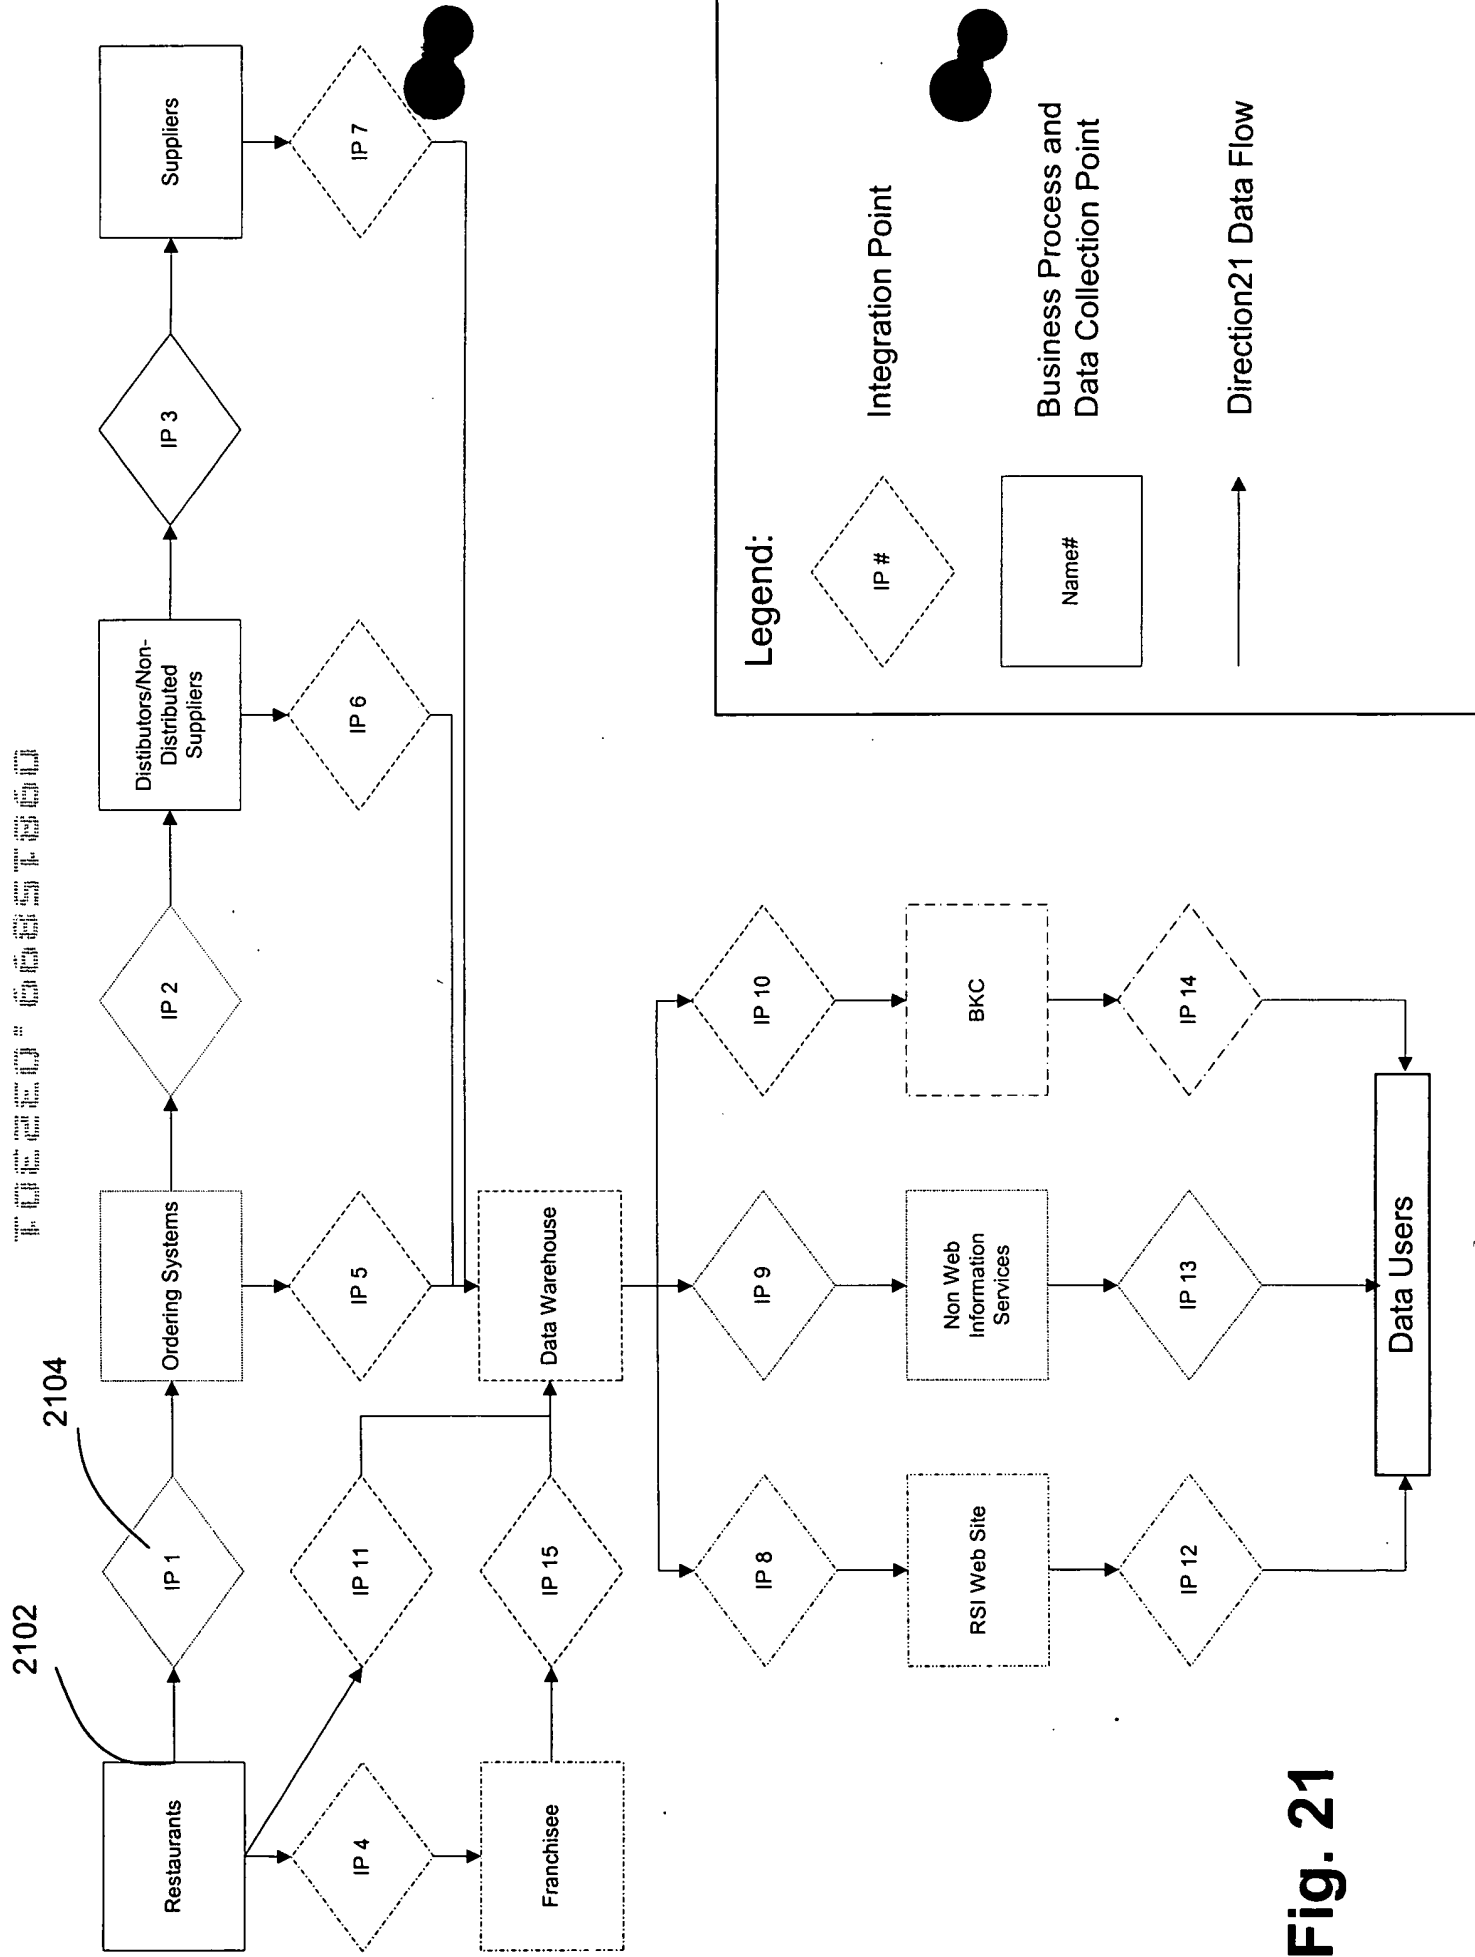 2102
2104
Restaurants
IP 1
Ordering Systems
IP 2
Distibutors/Non-
Distributed
Suppliers
IP 3
Suppliers
IP 4
IP 11
IP 5
IP 6
IP 7
Franchisee
IP 15
Data Warehouse
IP 8
IP 9
IP 10
RSI Web Site
Non Web
Information
Services
BKC
IP 12
IP 13
IP 14
Data Users
Legend:
IP #
Integration Point
Name#
Business Process and
Data Collection Point
Direction21 Data Flow
Fig. 21